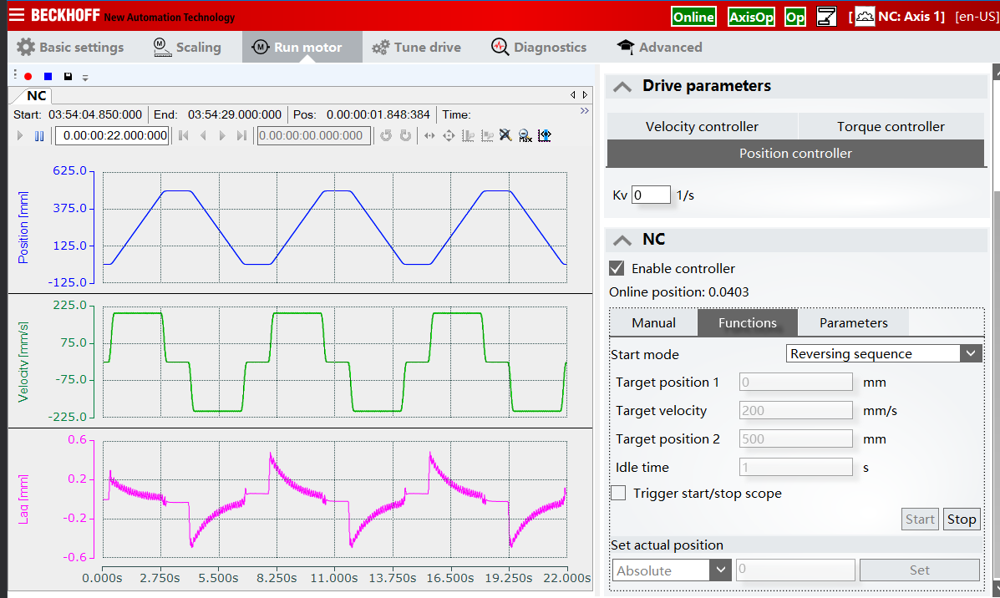 BECKHOFF New Automation Technology
Online AxisOp Op [ NC: Axis 1] [en-US]
Basic settings M Scaling M Run motor Tune drive Diagnostics Advanced
NC
Start: 03:54:04.850:000 End: 03:54:29.000:000 Pos: 0.00:00:01.848:384 Time:
0.00:00:22.000:000 0.00:00:00.000:000 Max
625.0
375.0
125.0
-125.0
Position [mm]
225.0
75.0
-75.0
-225.0
Velocity [mm/s]
0.6
0.2
-0.2
-0.6
Lag [mm]
0.000s 2.750s 5.500s 8.250s 11.000s 13.750s 16.500s 19.250s 22.000s
Drive parameters
Velocity controller Torque controller
Position controller
Kv 0 1/s
NC
Enable controller
Online position: 0.0403
Manual Functions Parameters
Start mode Reversing sequence
Target position 1 0 mm
Target velocity 200 mm/s
Target position 2 500 mm
Idle time 1 s
Trigger start/stop scope
Start Stop
Set actual position
Absolute 0 Set